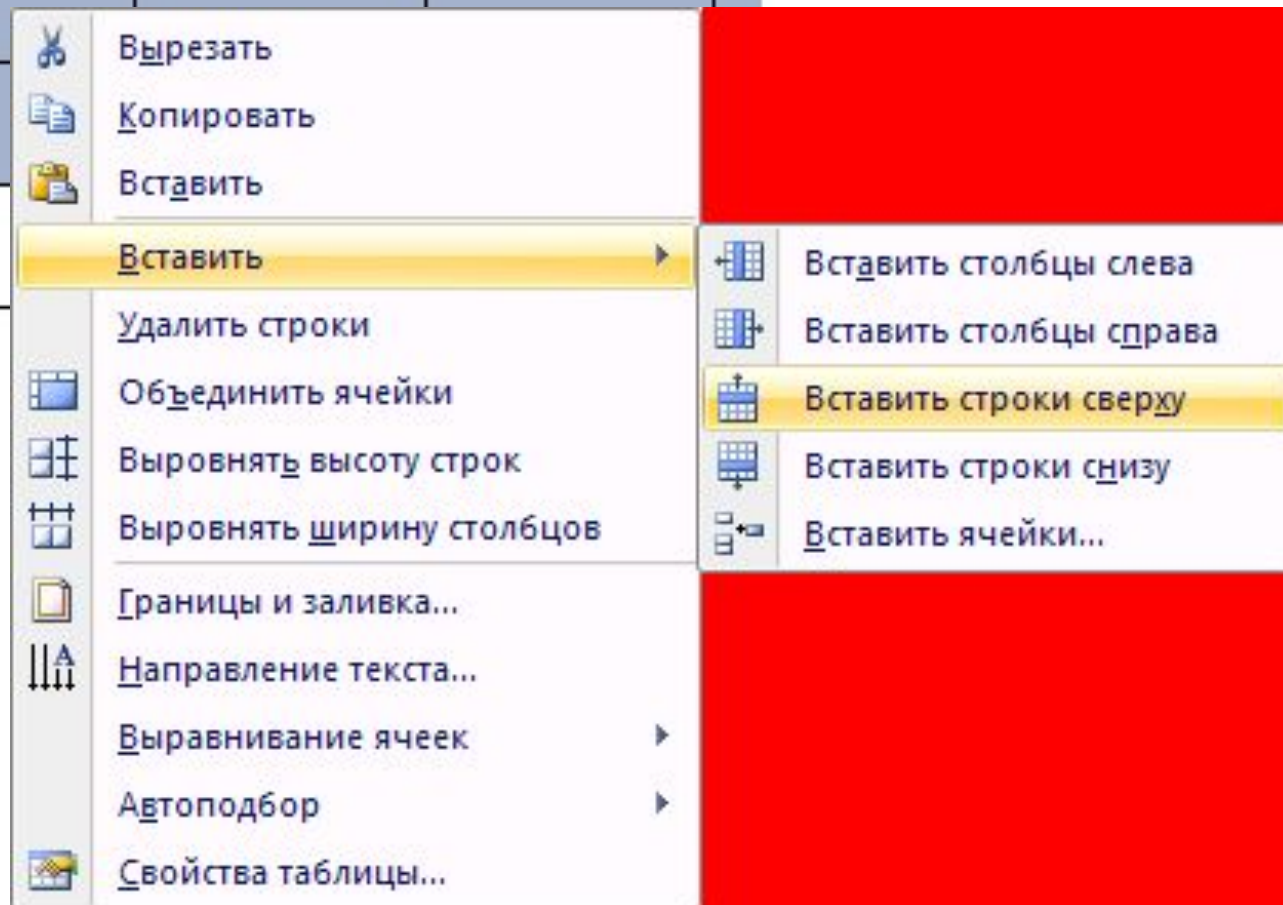 Вырезать
Копировать
Вставить
Вставить
Удалить строки
Объединить ячейки
Выровнять высоту строк
Выровнять ширину столбцов
Границы и заливка...
Направление текста...
Выравнивание ячеек
Автоподбор
Свойства таблицы...
Вставить столбцы слева
Вставить столбцы справа
Вставить строки сверху
Вставить строки снизу
Вставить ячейки...